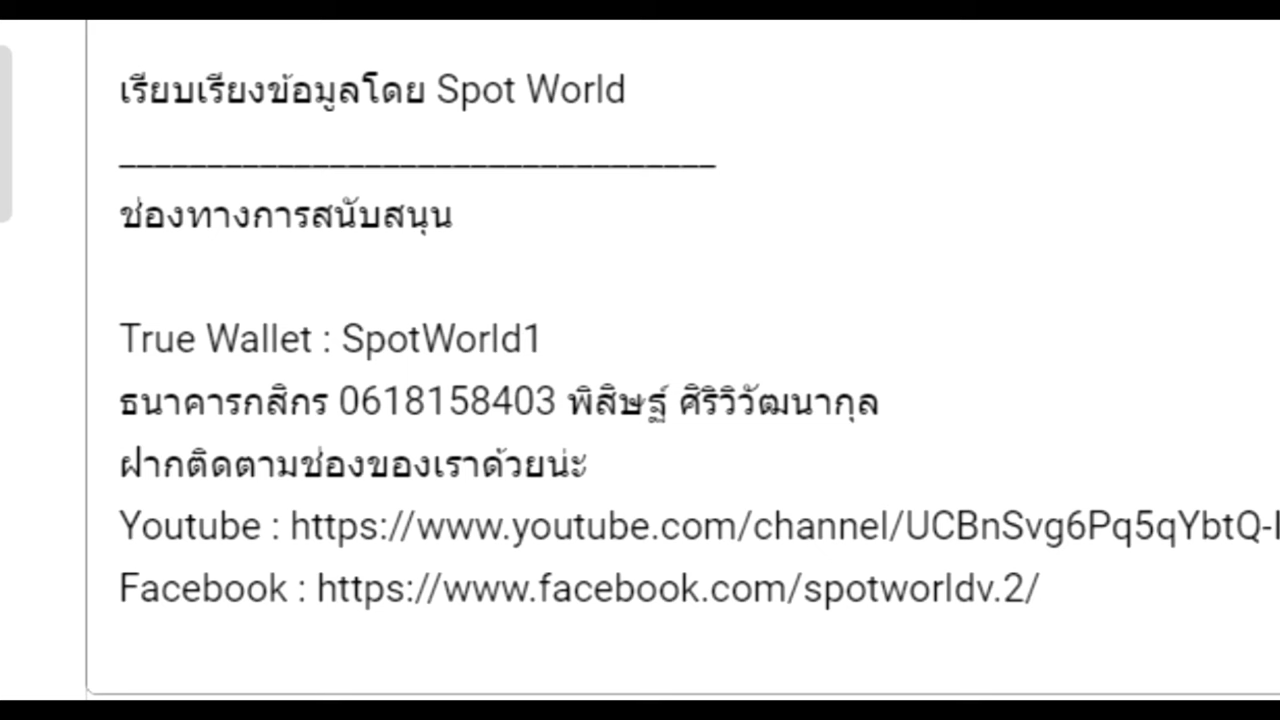 เรียบเรียงข้อมูลโดย Spot World
__________________________________
ช่องทางการสนับสนุน
True Wallet : SpotWorld1
ธนาคารกสิกร 0618158403 พิสิษฐ์ ศิริวิวัฒนากุล
ฝากติดตามช่องของเราด้วยน่ะ
Youtube : https://www.youtube.com/channel/UCBnSvg6Pq5qYbtQ-
Facebook : https://www.facebook.com/spotworldv.2/